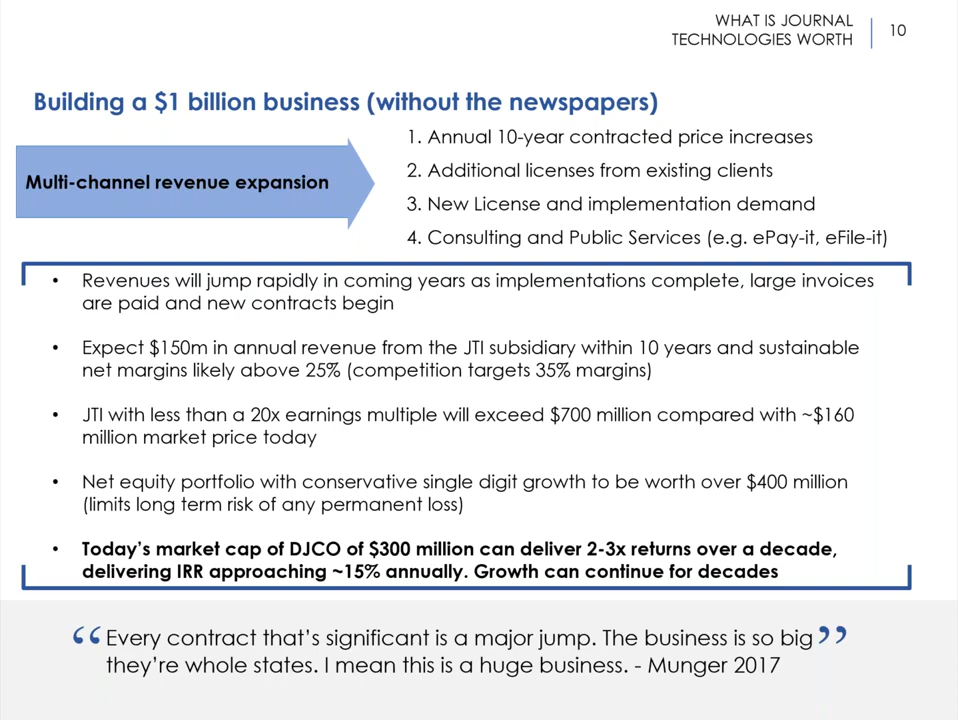 WHAT IS JOURNAL
TECHNOLOGIES WORTH
10
Building a $1 billion business (without the newspapers)
Multi-channel revenue expansion
1. Annual 10-year contracted price increases
2. Additional licenses from existing clients
3. New License and implementation demand
4. Consulting and Public Services (e.g. ePay-it, eFile-it)
• Revenues will jump rapidly in coming years as implementations complete, large invoices
are paid and new contracts begin
• Expect $150m in annual revenue from the JTI subsidiary within 10 years and sustainable
net margins likely above 25% (competition targets 35% margins)
• JTI with less than a 20x earnings multiple will exceed $700 million compared with ~$160
million market price today
• Net equity portfolio with conservative single digit growth to be worth over $400 million
(limits long term risk of any permanent loss)
• Today’s market cap of DJCO of $300 million can deliver 2-3x returns over a decade,
delivering IRR approaching ~15% annually. Growth can continue for decades
“Every contract that’s significant is a major jump. The business is so big”
they’re whole states. I mean this is a huge business. - Munger 2017